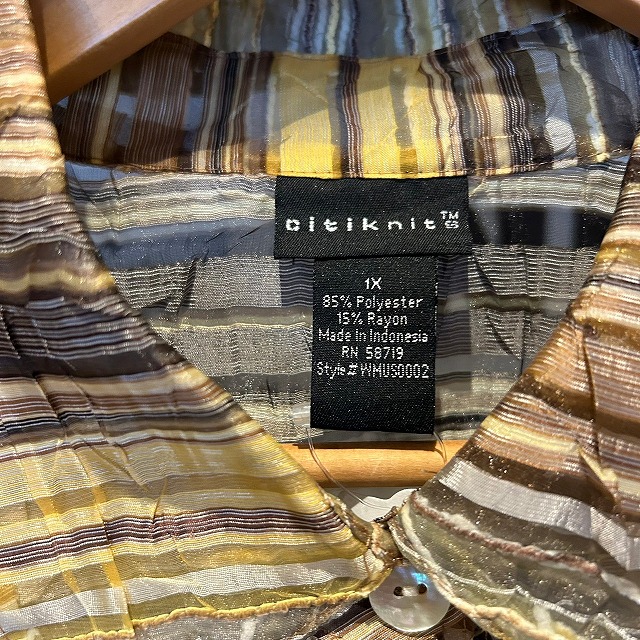 citiknit™
1X
85% Polyester
15% Rayon
Made in Indonesia
RN 58719
Style# WMUS0002